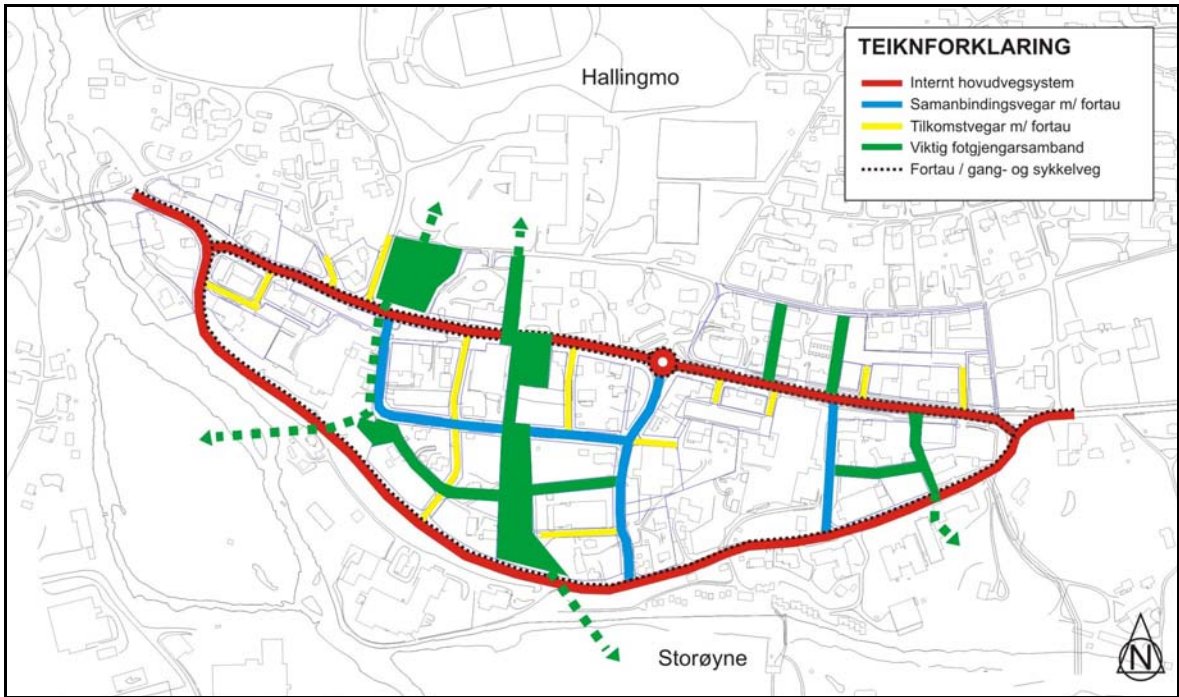 Hallingmo
TEIKNFORKLARING
Internt hovudvegsystem
Samanbindingsvegar m/ fortau
Tilkomstvegar m/ fortau
Viktig fotgjengarsamband
Fortau / gang- og sykkelveg
Storøyne
N